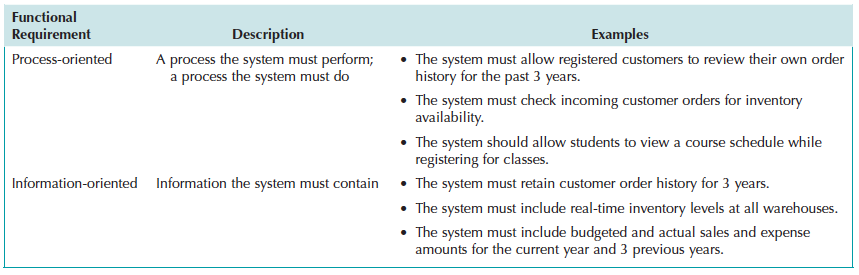 Functional
Requirement Description Examples
Process-oriented A process the system must perform; • The system must allow registered customers to review their own order
a process the system must do history for the past 3 years.
• The system must check incoming customer orders for inventory
availability.
• The system should allow students to view a course schedule while
registering for classes.
Information-oriented Information the system must contain • The system must retain customer order history for 3 years.
• The system must include real-time inventory levels at all warehouses.
• The system must include budgeted and actual sales and expense
amounts for the current year and 3 previous years.